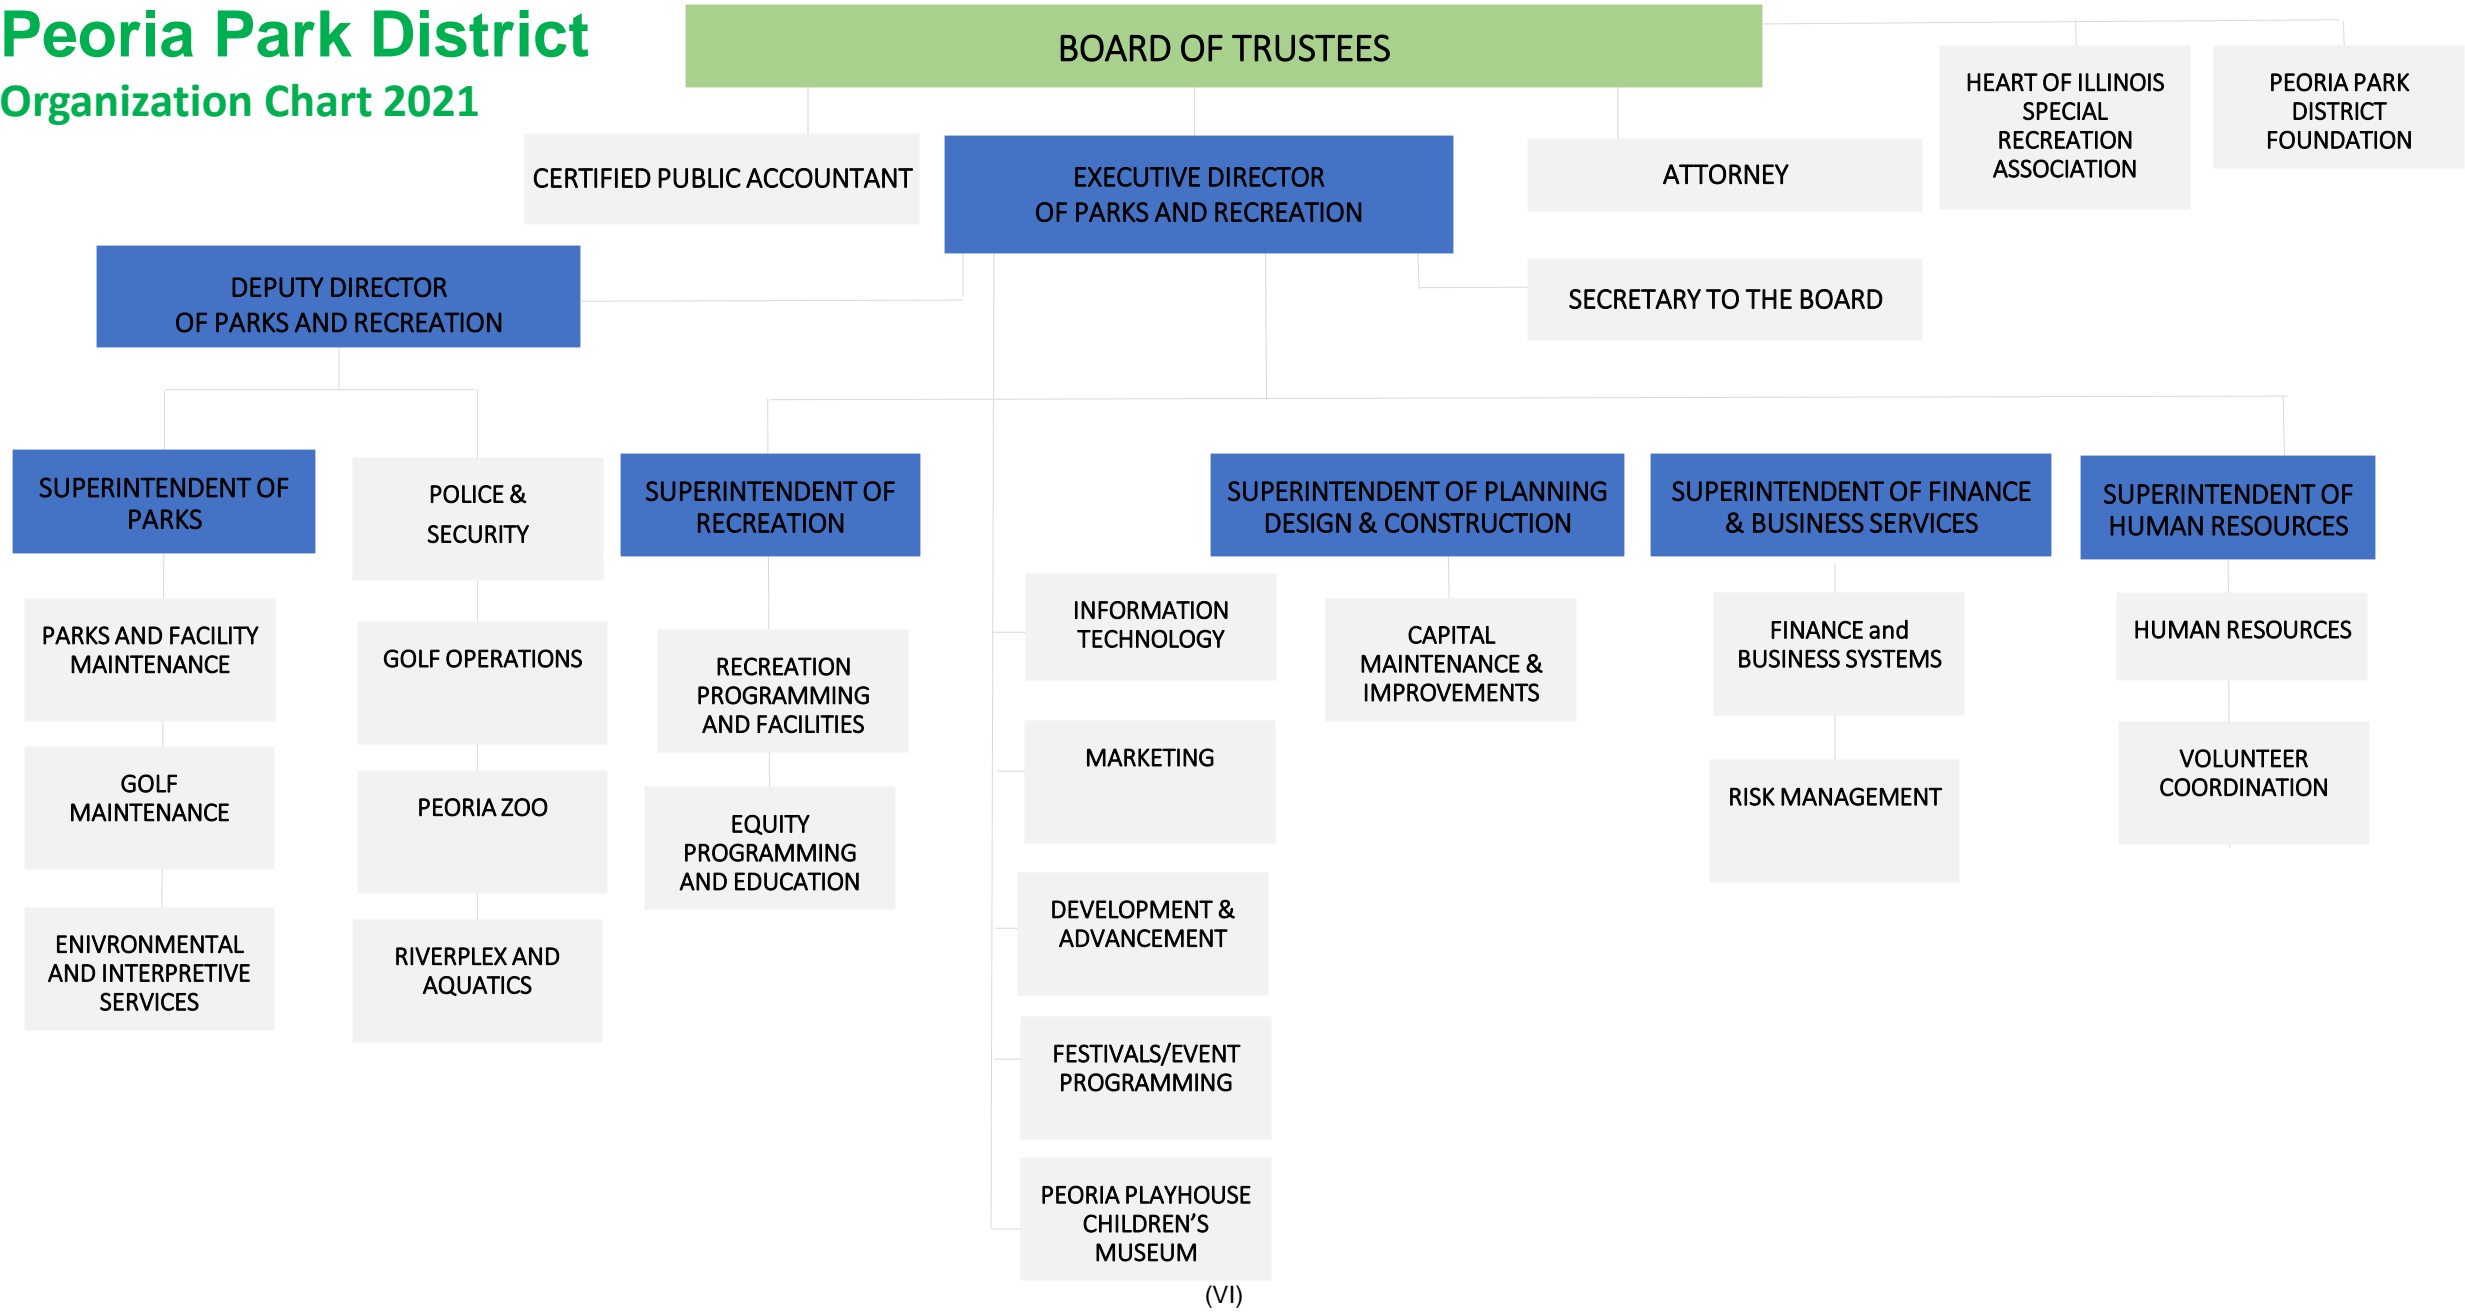 Peoria Park District
Organization Chart 2021
BOARD OF TRUSTEES
HEART OF ILLINOIS
SPECIAL
RECREATION
ASSOCIATION
PEORIA PARK
DISTRICT
FOUNDATION
CERTIFIED PUBLIC ACCOUNTANT
EXECUTIVE DIRECTOR
OF PARKS AND RECREATION
ATTORNEY
DEPUTY DIRECTOR
OF PARKS AND RECREATION
SECRETARY TO THE BOARD
SUPERINTENDENT OF
PARKS
PARKS AND FACILITY
MAINTENANCE
GOLF
MAINTENANCE
ENIVRONMENTAL
AND INTERPRETIVE
SERVICES
POLICE &
SECURITY
GOLF OPERATIONS
PEORIA ZOO
RIVERPLEX AND
AQUATICS
SUPERINTENDENT OF
RECREATION
RECREATION
PROGRAMMING
AND FACILITIES
EQUITY
PROGRAMMING
AND EDUCATION
INFORMATION
TECHNOLOGY
MARKETING
DEVELOPMENT &
ADVANCEMENT
FESTIVALS/EVENT
PROGRAMMING
PEORIA PLAYHOUSE
CHILDREN’S
MUSEUM
SUPERINTENDENT OF PLANNING
DESIGN & CONSTRUCTION
CAPITAL
MAINTENANCE &
IMPROVEMENTS
SUPERINTENDENT OF FINANCE
& BUSINESS SERVICES
FINANCE and
BUSINESS SYSTEMS
RISK MANAGEMENT
SUPERINTENDENT OF
HUMAN RESOURCES
HUMAN RESOURCES
VOLUNTEER
COORDINATION
(VI)